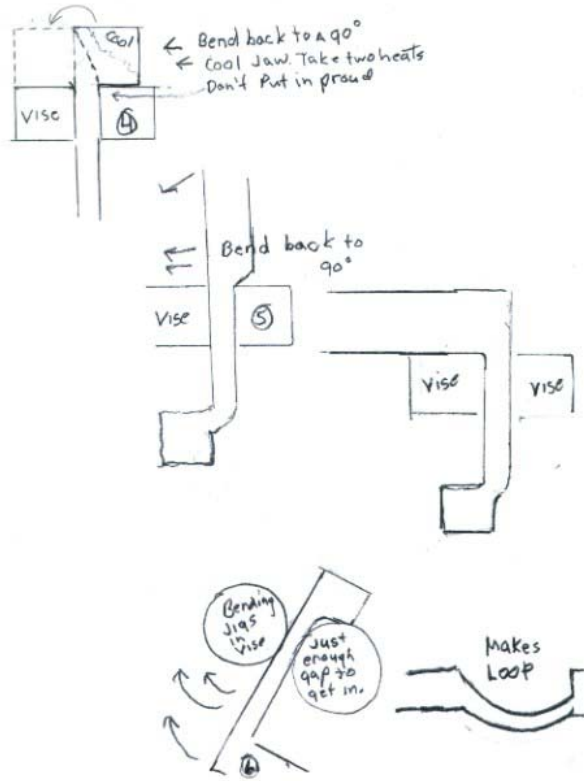 Cool
Bend back to a 90°
Cool Jaw. Take two heats
Don't Put in proud
Vise
4
Bend back to
90°
Vise
5
Vise
Vise
Bending
Jigs
in
Vise
Just
enough
gap to
get in.
Makes
LOOP
6